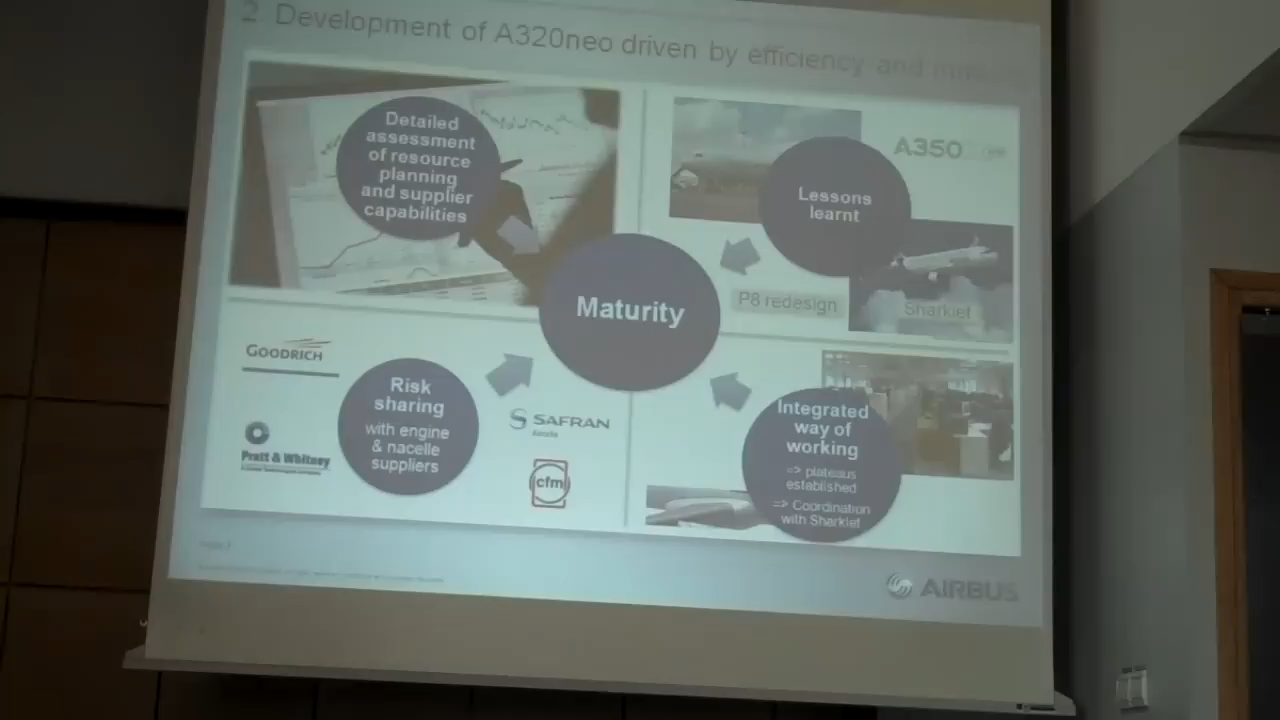 2 Development of A320neo driven by efficiency and
Detailed
assessment
of resource
planning
and supplier
capabilities
A350
Lessons
learnt
P8 redesign
Sharklet
Maturity
GOODRICH
Pratt & Whitney
Risk
sharing
with engine
& nacelle
suppliers
SAFRAN
Aircelle
cfm
Integrated
way of
working
=> plateaus
established
=> Coordination
with Sharklet
AIRBUS